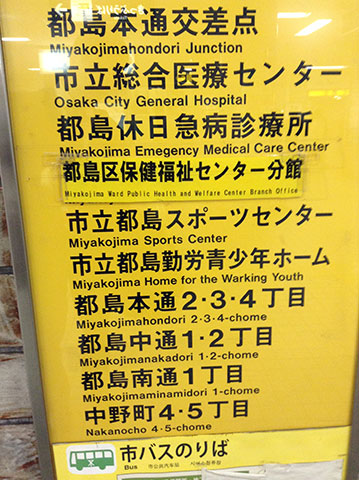 都島本通交差点
Miyakojimahondori Junction
市立総合医療センター
Osaka City General Hospital
都島休日急病診療所
Miyakojima Emegency Medical Care Center
都島区保健福祉センター分館
Miyakojima Ward Public Health and Welfare Center Branch Office
市立都島スポーツセンター
Miyakojima Sports Center
市立都島勤労青少年ホーム
Miyakojima Home for the Warking Youth
都島本通2・3・4丁目
Miyakojimahondori 2・3・4-chome
都島中通1・2丁目
Miyakojimanakadori 1・2-chome
都島南通1丁目
Miyakojimaminamidori 1-chome
中野町4・5丁目
Nakanocho 4・5-chome
市バスのりば
Bus